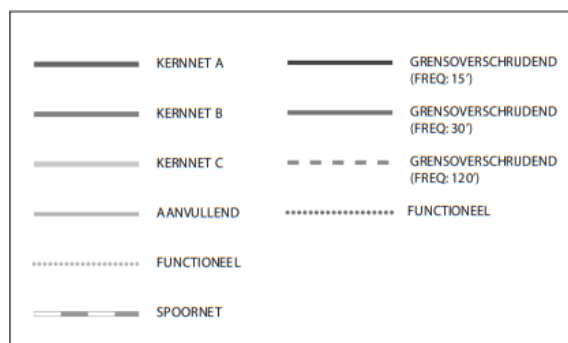 KERNNET A
KERNNET B
KERNNET C
AANVULLEND
FUNCTIONEEL
SPOORNET
GRENSOVERSCHRIJDEND
(FREQ: 15')
GRENSOVERSCHRIJDEND
(FREQ: 30')
GRENSOVERSCHRIJDEND
(FREQ: 120')
FUNCTIONEEL